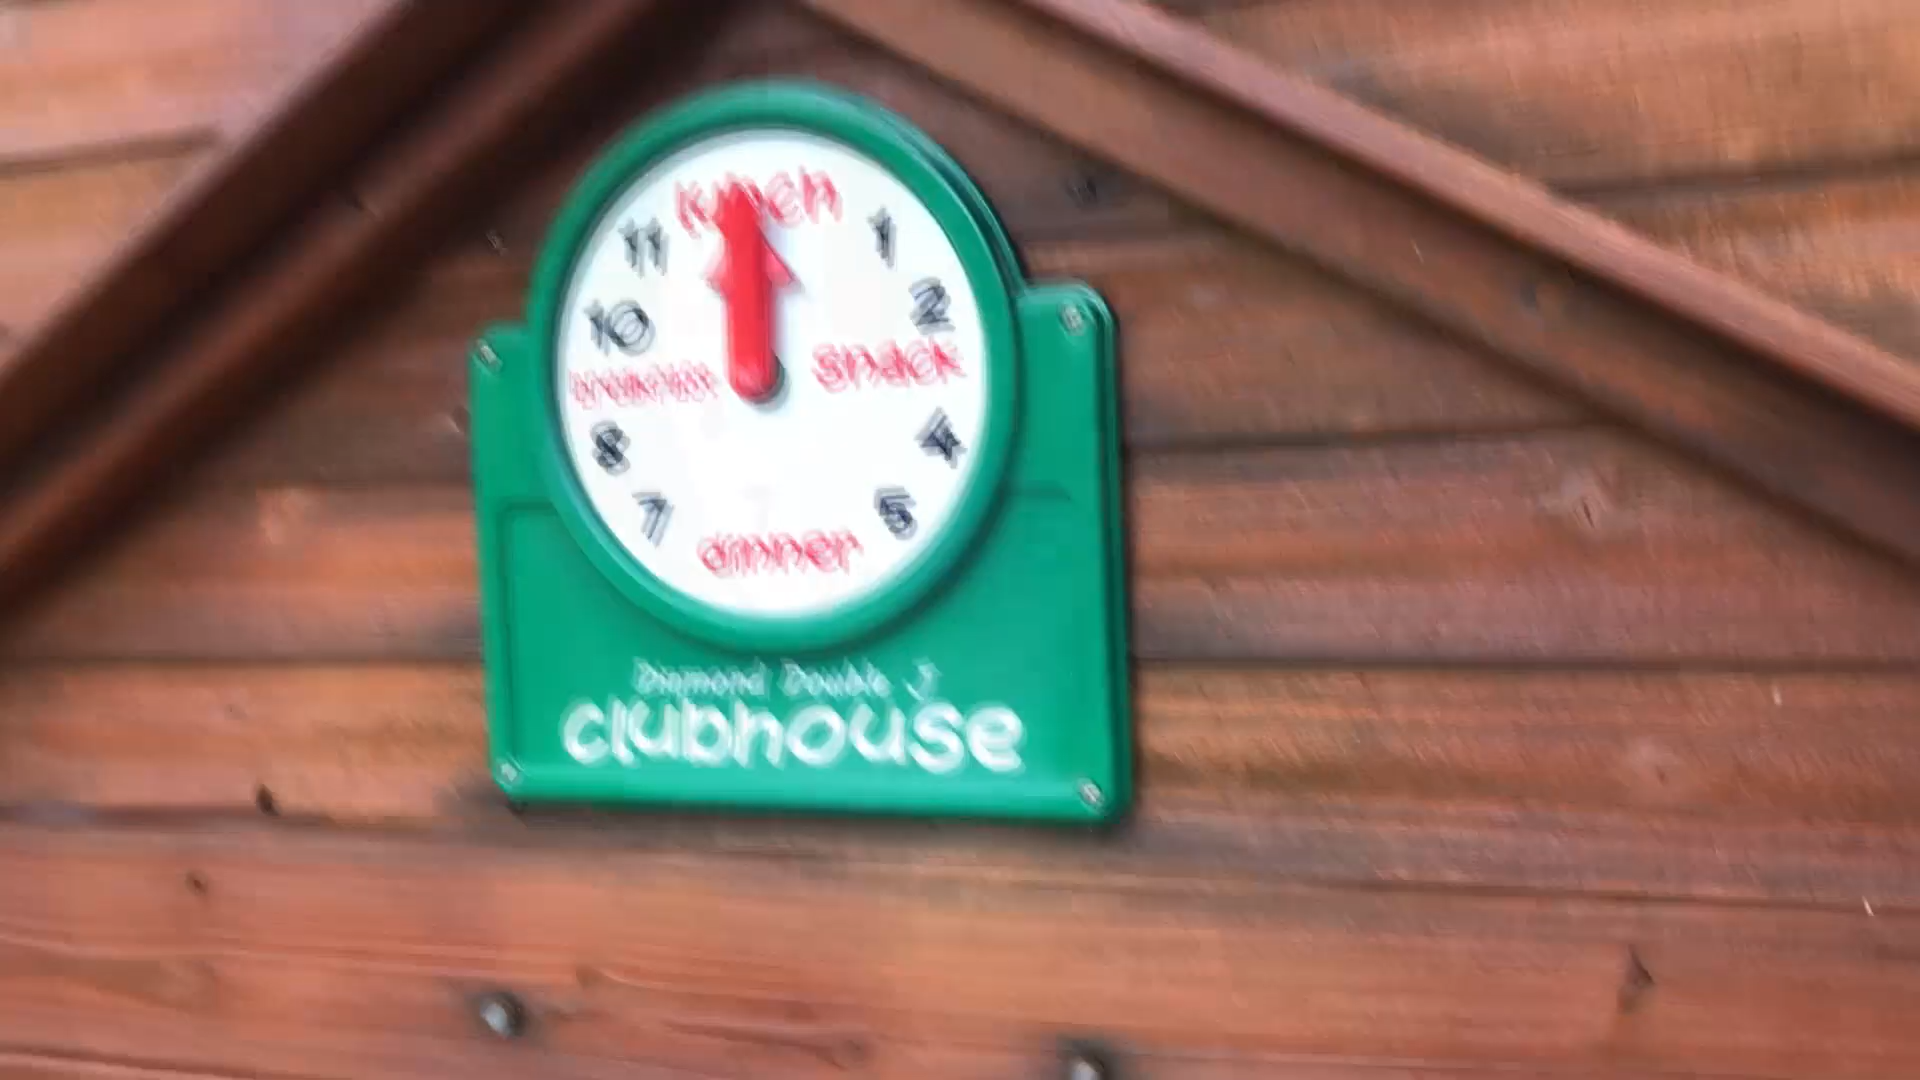 lunch
11
1
10
2
breakfast
snack
8
4
7
5
dinner
Diamond Double J
clubhouse